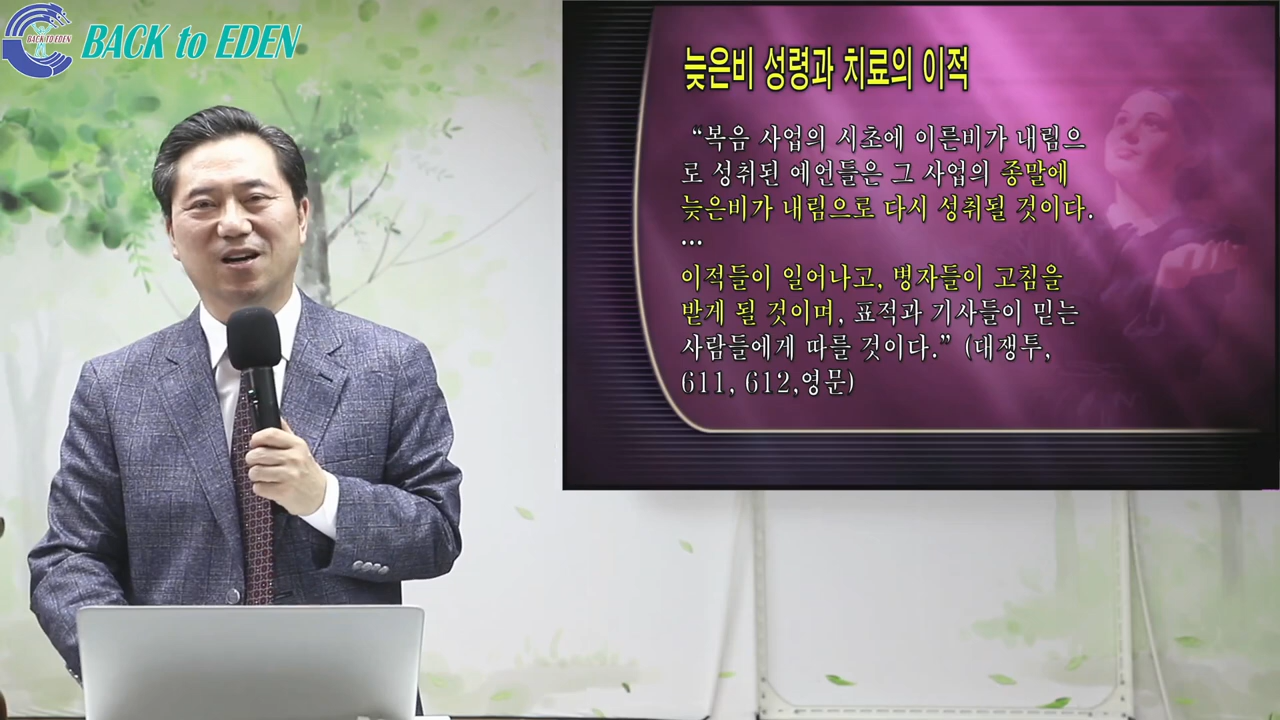 BACK TO EDEN
BACK to EDEN
늦은비 성령과 치료의 이적
“복음 사업의 시초에 이른비가 내림으
로 성취된 예언들은 그 사업의 종말에
늦은비가 내림으로 다시 성취될 것이다.
...
이적들이 일어나고, 병자들이 고침을
받게 될 것이며, 표적과 기사들이 믿는
사람들에게 따를 것이다.” (대쟁투,
611, 612,영문)